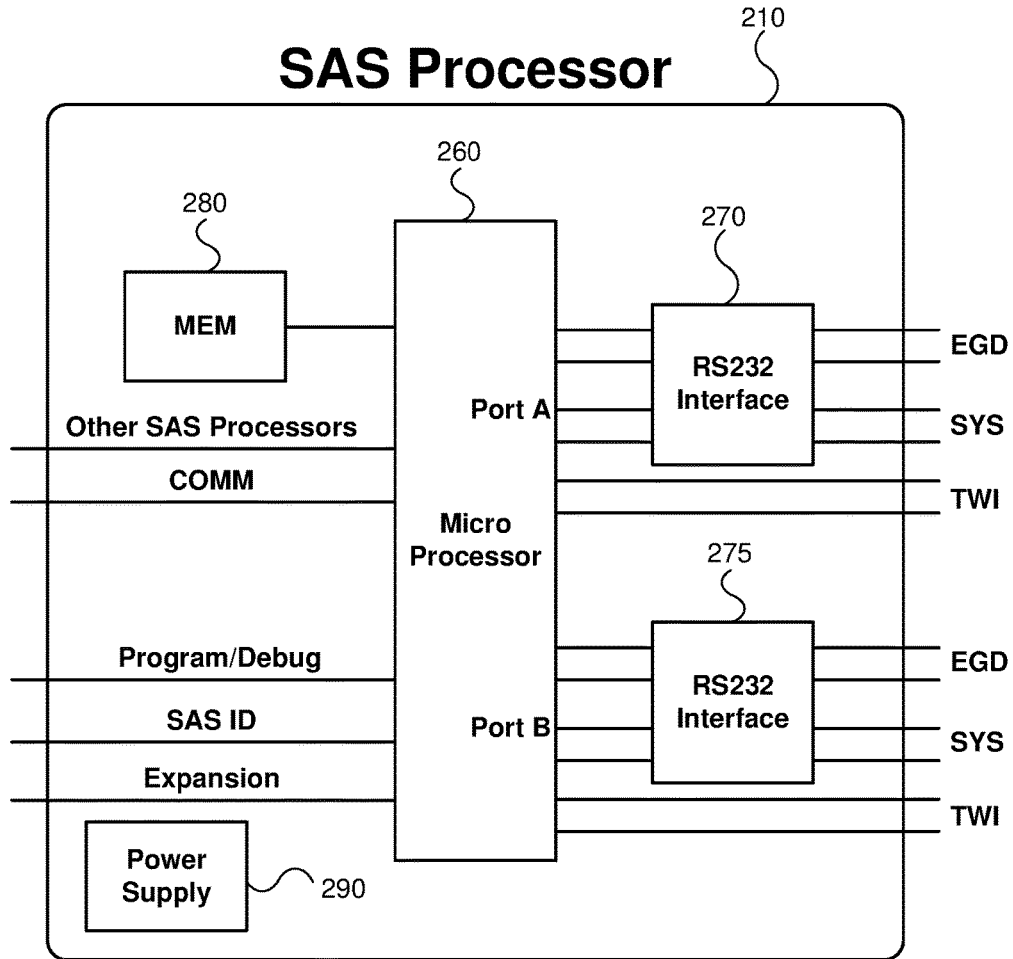 210
SAS Processor
260
280
270
MEM
EGD
RS232
Interface
Port A
SYS
Other SAS Processors
COMM
TWI
Micro
Processor
275
Program/Debug
EGD
RS232
Interface
SAS ID
Port B
SYS
Expansion
TWI
Power
Supply
290